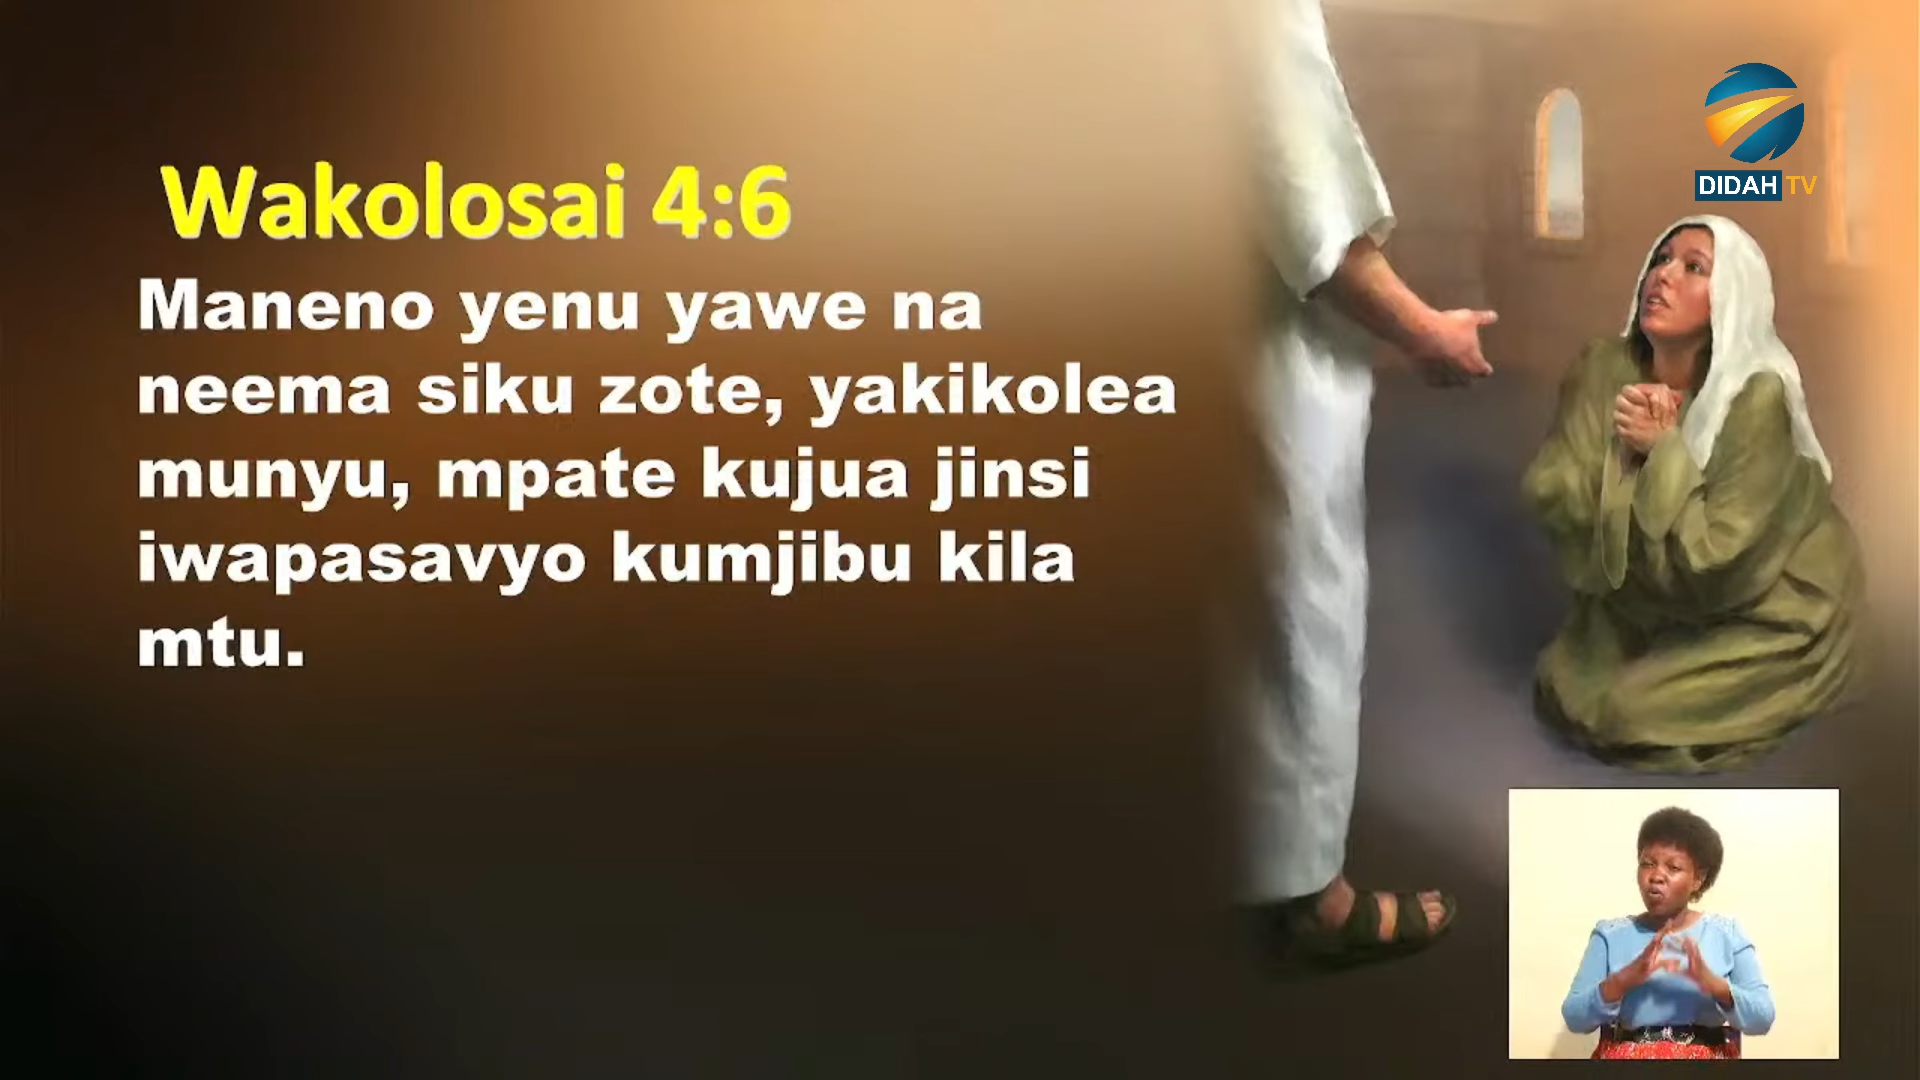 DIDAH TV
Wakolosai 4:6
Maneno yenu yawe na
neema siku zote, yakikolea
munyu, mpate kujua jinsi
iwapasavyo kumjibu kila
mtu.